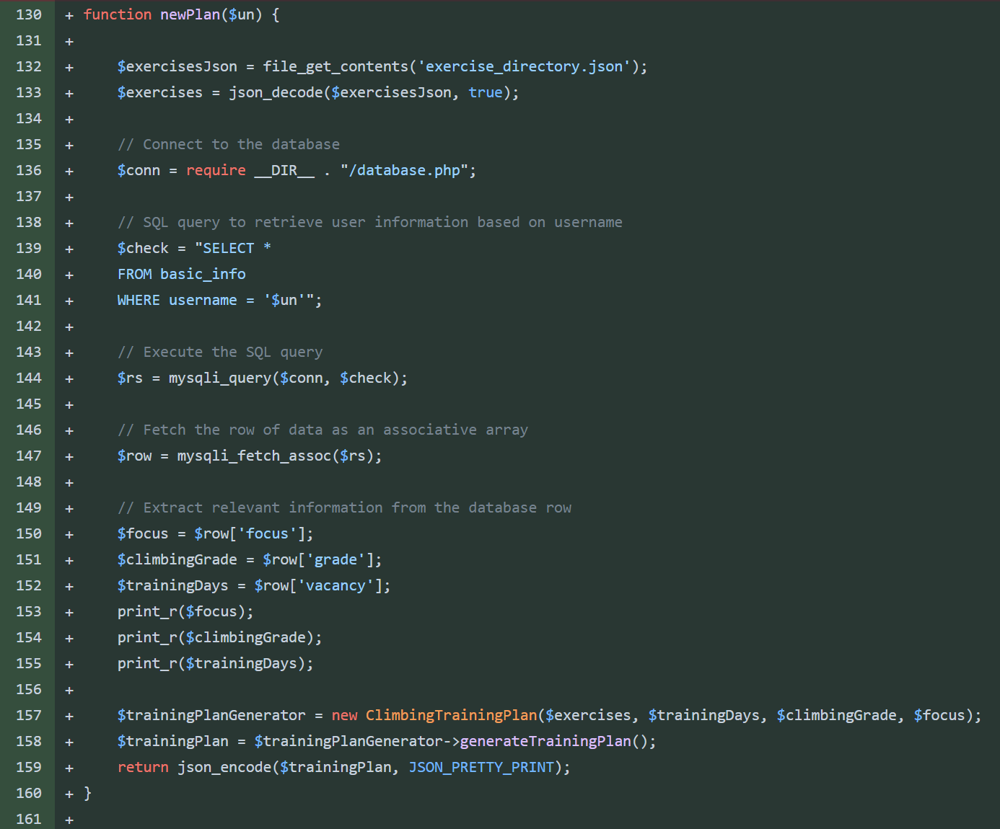 130 + function newPlan($un) {
131 +
132 +     $exercisesJson = file_get_contents('exercise_directory.json');
133 +     $exercises = json_decode($exercisesJson, true);
134 +
135 +     // Connect to the database
136 +     $conn = require __DIR__ . "/database.php";
137 +
138 +     // SQL query to retrieve user information based on username
139 +     $check = "SELECT *
140 +     FROM basic_info
141 +     WHERE username = '$un'";
142 +
143 +     // Execute the SQL query
144 +     $rs = mysqli_query($conn, $check);
145 +
146 +     // Fetch the row of data as an associative array
147 +     $row = mysqli_fetch_assoc($rs);
148 +
149 +     // Extract relevant information from the database row
150 +     $focus = $row['focus'];
151 +     $climbingGrade = $row['grade'];
152 +     $trainingDays = $row['vacancy'];
153 +     print_r($focus);
154 +     print_r($climbingGrade);
155 +     print_r($trainingDays);
156 +
157 +     $trainingPlanGenerator = new ClimbingTrainingPlan($exercises, $trainingDays, $climbingGrade, $focus);
158 +     $trainingPlan = $trainingPlanGenerator->generateTrainingPlan();
159 +     return json_encode($trainingPlan, JSON_PRETTY_PRINT);
160 + }
161 +